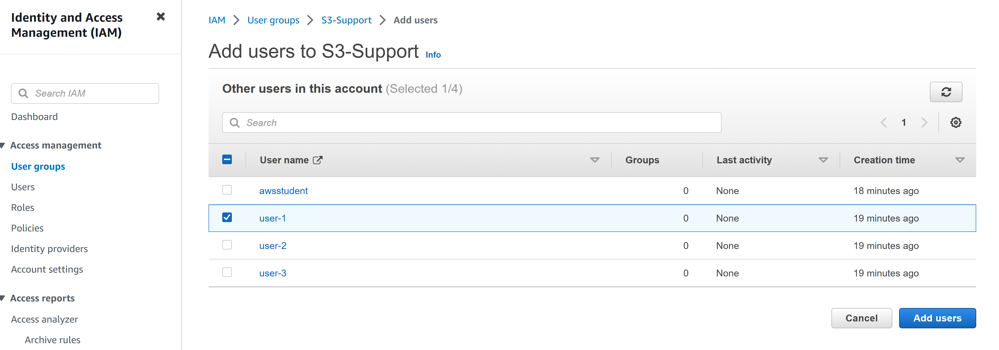 Identity and Access
Management (IAM)
Search IAM
Dashboard
Access management
User groups
Users
Roles
Policies
Identity providers
Account settings
Access reports
Access analyzer
Archive rules
IAM User groups S3-Support Add users
Add users to S3-Support Info
Other users in this account (Selected 1/4)
Search
1
User name Groups Last activity Creation time
awsstudent 0 None 18 minutes ago
user-1 0 None 19 minutes ago
user-2 0 None 19 minutes ago
user-3 0 None 19 minutes ago
Cancel Add users